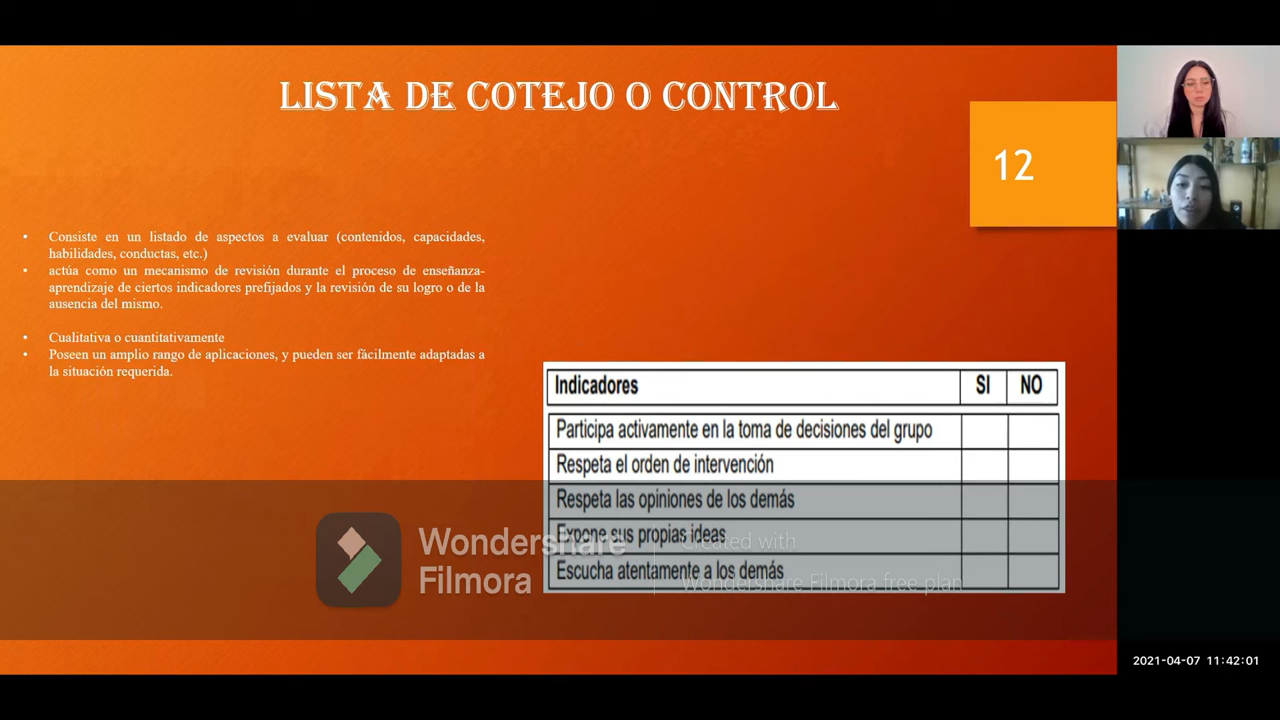 LISTA DE COTEJO O CONTROL
12
• Consiste en un listado de aspectos a evaluar (contenidos, capacidades,
habilidades, conductas, etc.)
• actúa como un mecanismo de revisión durante el proceso de enseñanza-
aprendizaje de ciertos indicadores prefijados y la revisión de su logro o de la
ausencia del mismo.
• Cualitativa o cuantitativamente
• Poseen un amplio rango de aplicaciones, y pueden ser fácilmente adaptadas a
la situación requerida.
Indicadores SI NO
Participa activamente en la toma de decisiones del grupo
Respeta el orden de intervención
Respeta las opiniones de los demás
Expone sus propias ideas
Escucha atentamente a los demás
Wondershare
Filmora
Created with
Wondershare Filmora free plan
2021-04-07 11:42:01